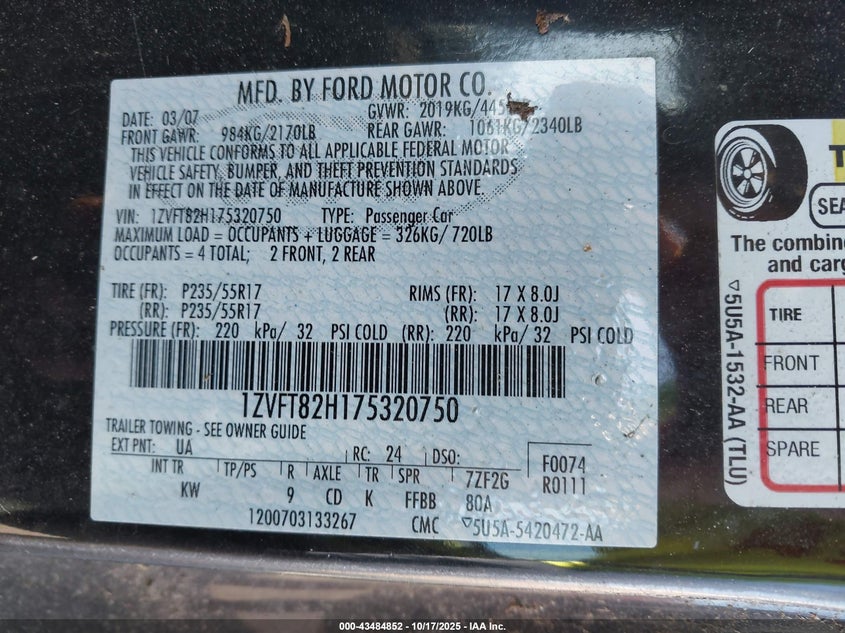 MFD. BY FORD MOTOR CO.
DATE: 03/07 GVWR: 2019KG/445
FRONT GAWR: 984KG/2170LB REAR GAWR: 1061KG/2340LB
THIS VEHICLE CONFORMS TO ALL APPLICABLE FEDERAL MOTOR
VEHICLE SAFETY, BUMPER, AND THEFT PREVENTION STANDARDS
IN EFFECT ON THE DATE OF MANUFACTURE SHOWN ABOVE.
VIN: 1ZVFT82H175320750 TYPE: Passenger Car
MAXIMUM LOAD = OCCUPANTS + LUGGAGE = 326KG/ 720LB
OCCUPANTS = 4 TOTAL; 2 FRONT, 2 REAR
TIRE (FR): P235/55R17 RIMS (FR): 17 X 8.0J
(RR): P235/55R17 (RR): 17 X 8.0J
PRESSURE (FR): 220 kPa/ 32 PSI COLD (RR): 220 kPa/ 32 PSI COLD
1ZVFT82H175320750
TRAILER TOWING - SEE OWNER GUIDE
EXT PNT: UA RC: 24 DSO: F0074
INT TR TP/PS R AXLE TR SPR 7ZF2G R0111
KW 9 CD K FFBB 80A
1200703133267 CMC ▽5U5A-5420472-AA
T
SEA
The combin
and carg
TIRE
FRONT
REAR
SPARE
▽5U5A-1532-AA (TLU)
000-43484852 | 10/17/2025 - IAA Inc.